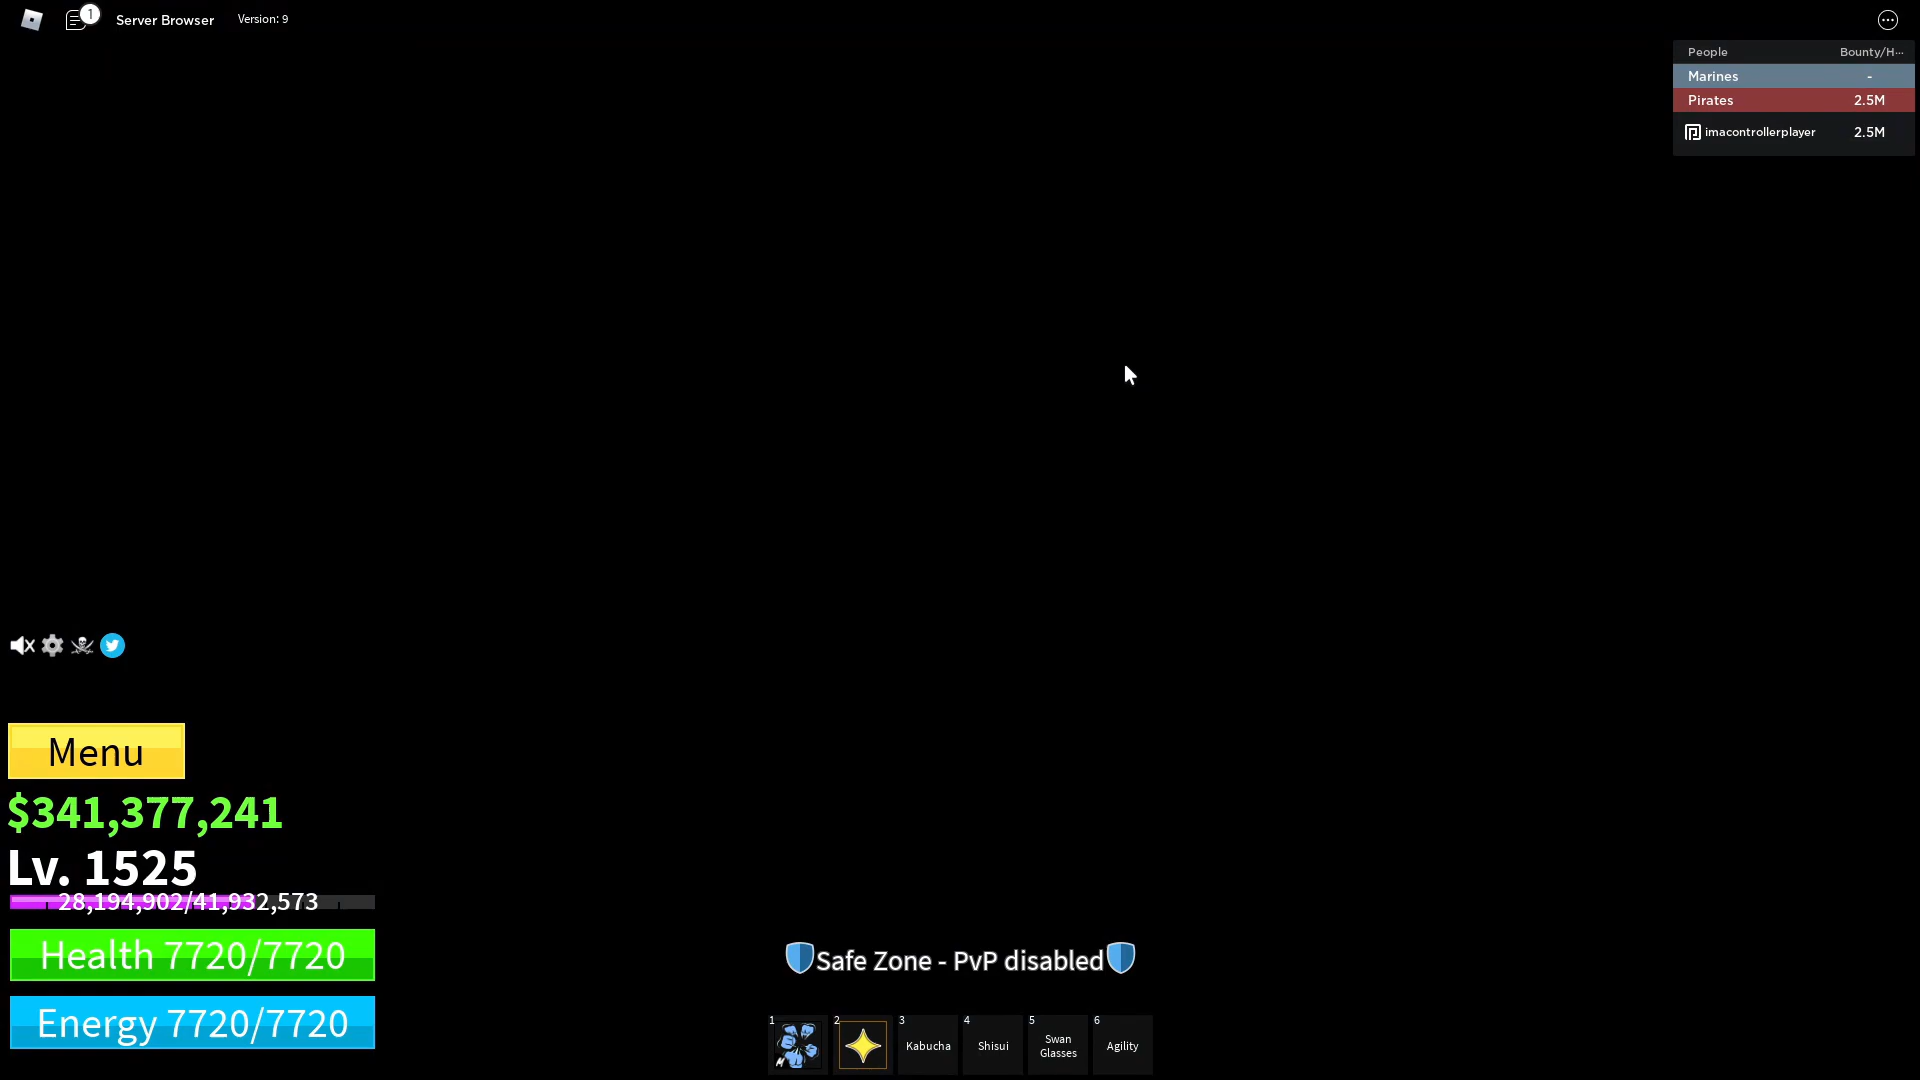 1
Server Browser
Version: 9
People Bounty/H...
Marines -
Pirates 2.5M
imacontrollerplayer 2.5M
Menu
$341,377,241
Lv. 1525
28,194,902/41,932,573
Health 7720/7720
Energy 7720/7720
Safe Zone - PvP disabled
1
2
3
Kabucha
4
Shisui
5
Swan
Glasses
6
Agility